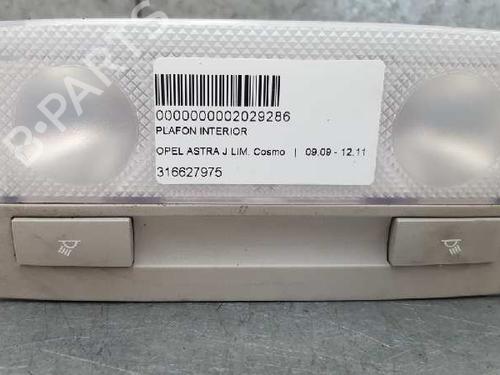 B-PARTS
0000000002029286
PLAFON INTERIOR
OPEL ASTRA J LIM. Cosmo | 09.09 - 12.11
316627975